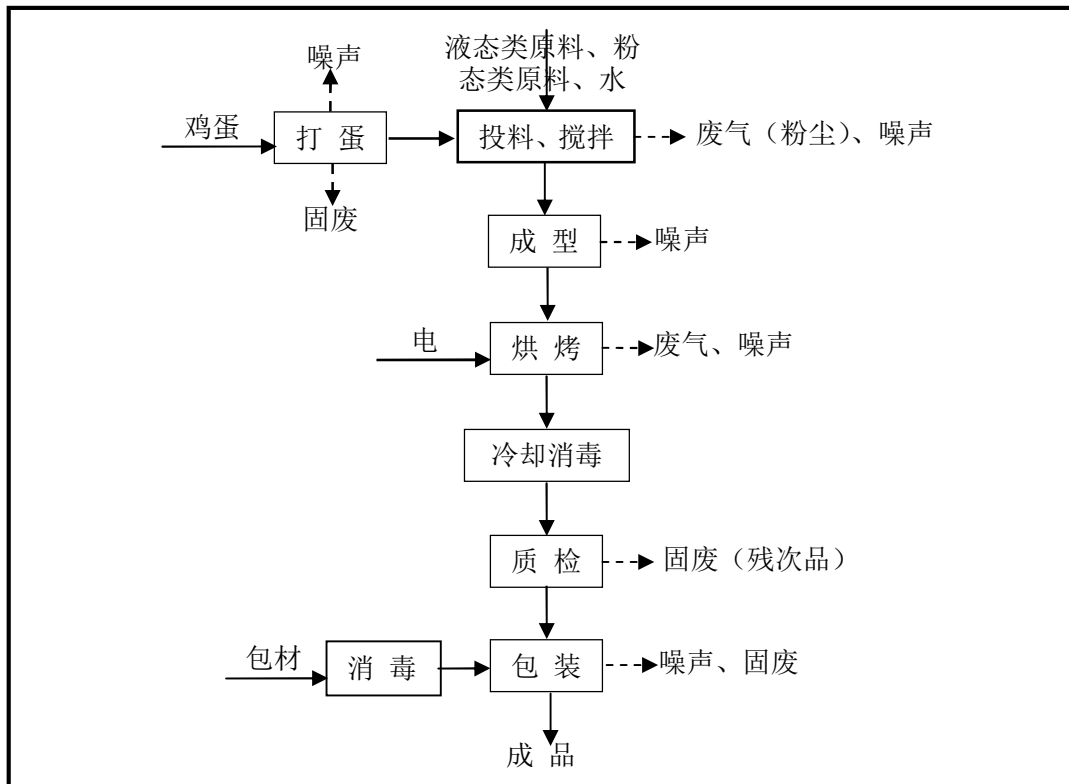 液态类原料、粉
态类原料、水
噪声
鸡蛋
打 蛋
投料、搅拌
废气（粉尘）、噪声
固废
成 型
噪声
电
烘 烤
废气、噪声
冷却消毒
质 检
固废（残次品）
包材
消 毒
包 装
噪声、固废
成 品